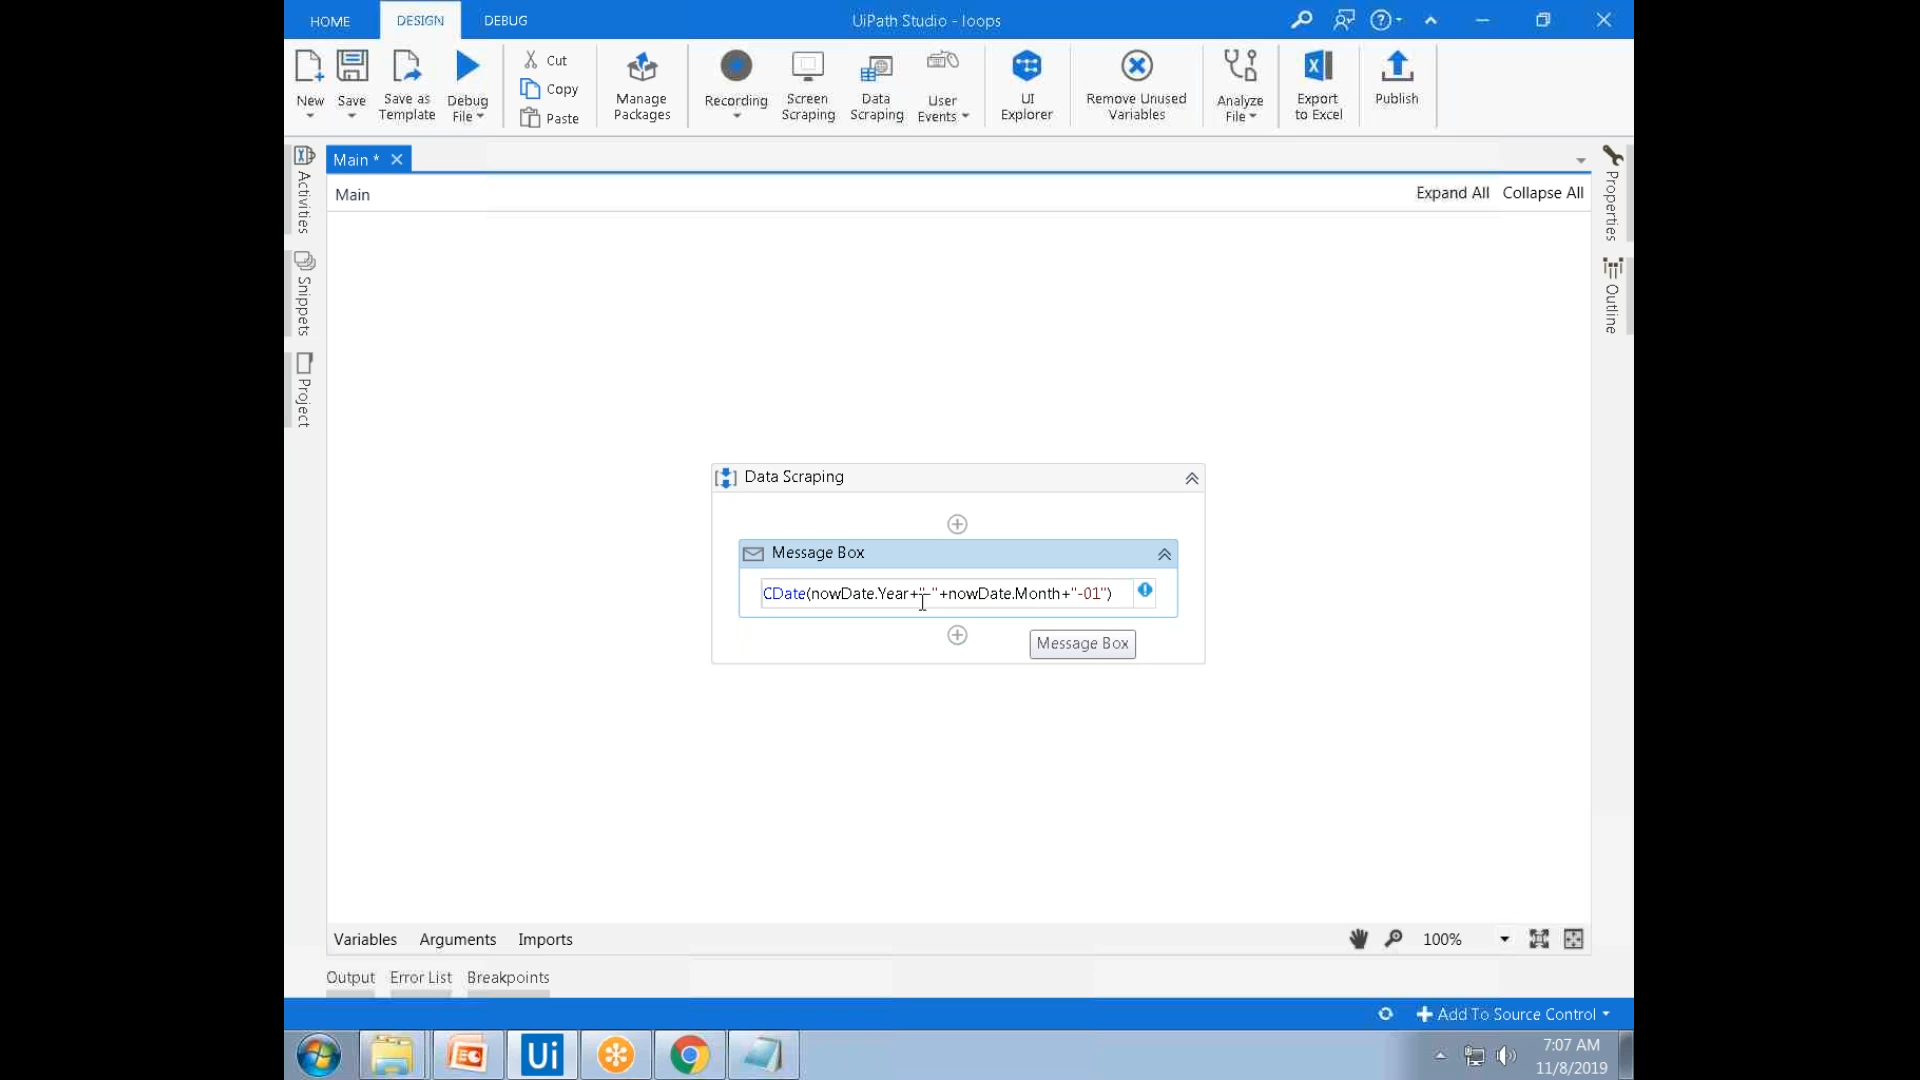 HOME DESIGN DEBUG UiPath Studio - loops
New Save Save as Template Debug File Cut Copy Paste Manage Packages Recording Screen Scraping Data Scraping User Events UI Explorer Remove Unused Variables Analyze File Export to Excel Publish
Main *
Main Expand All Collapse All
Activities
Snippets
Project
Properties
Outline
Data Scraping
Message Box
CDate(nowDate.Year+"-"+nowDate.Month+"-01")
Message Box
Variables Arguments Imports 100%
Output Error List Breakpoints
Add To Source Control
Ui
7:07 AM
11/8/2019